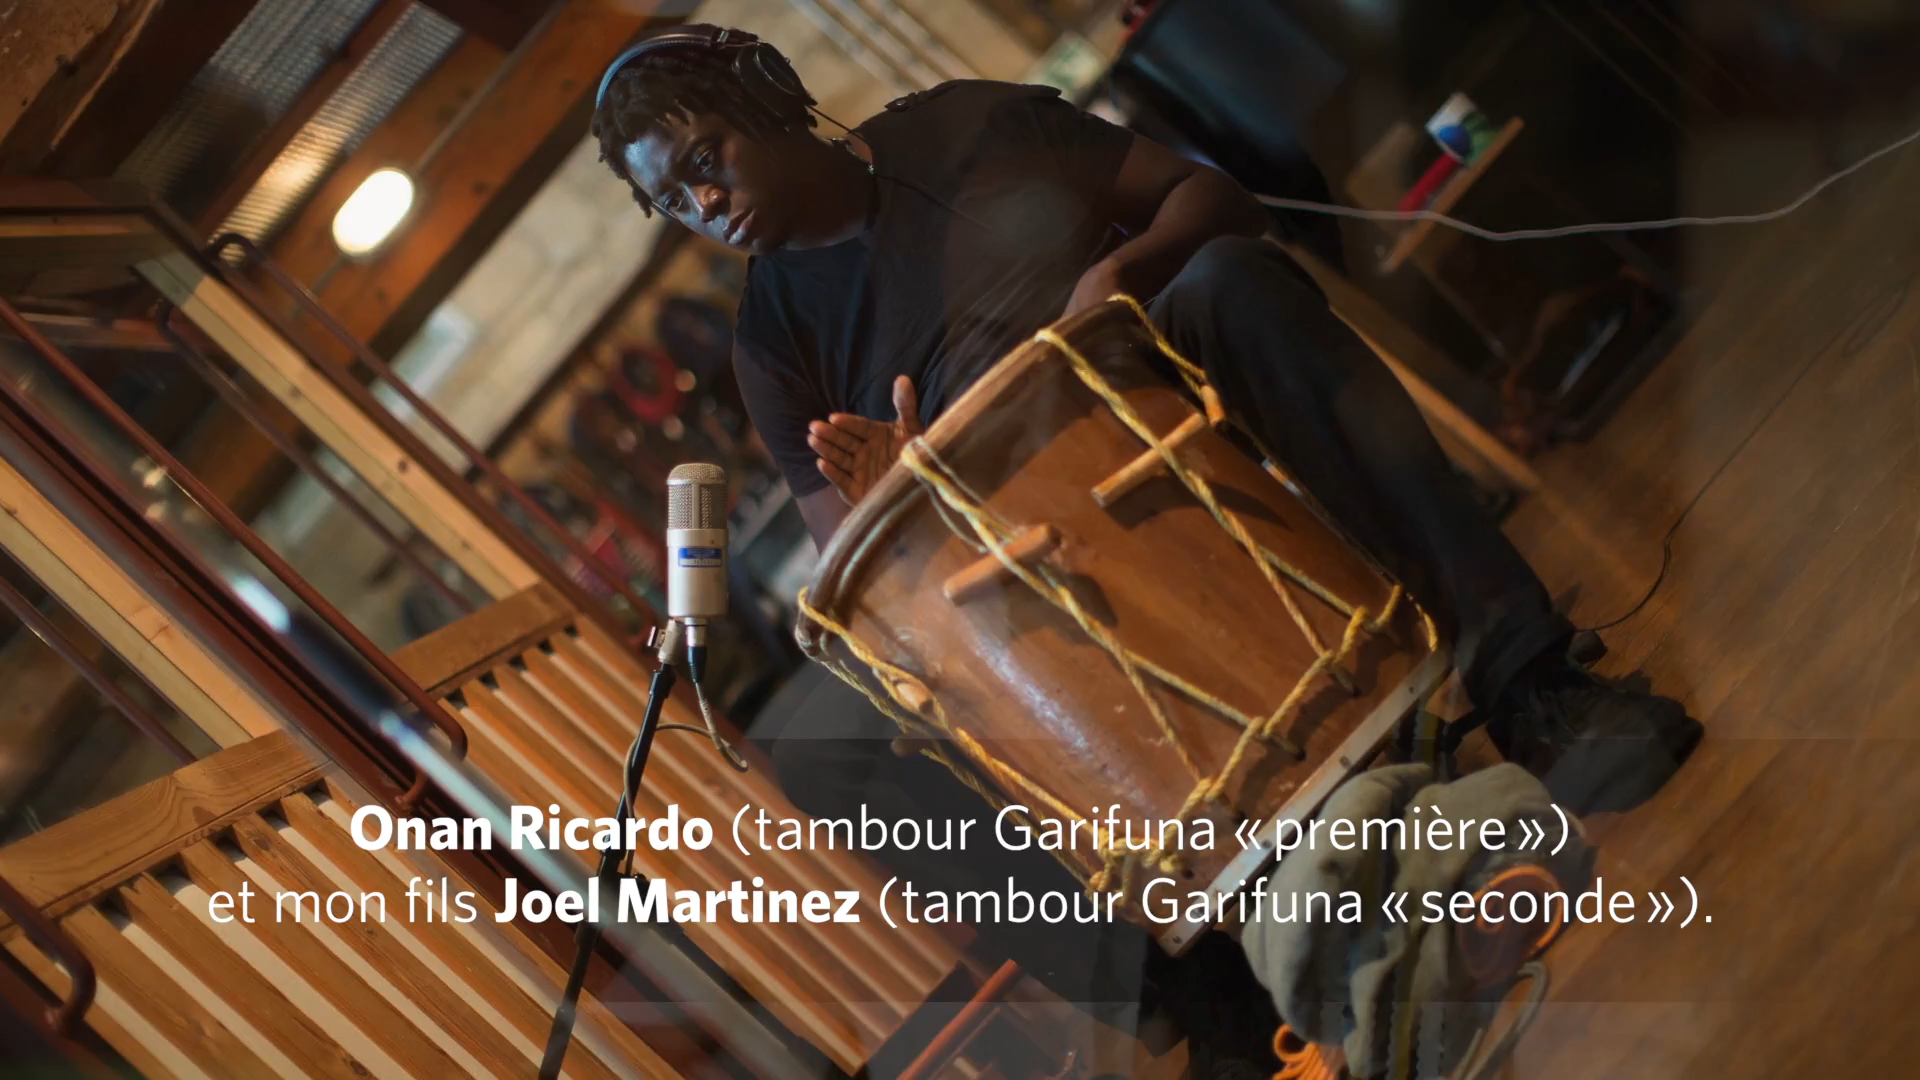 Onan Ricardo (tambour Garifuna « première »)
et mon fils Joel Martinez (tambour Garifuna « seconde »).